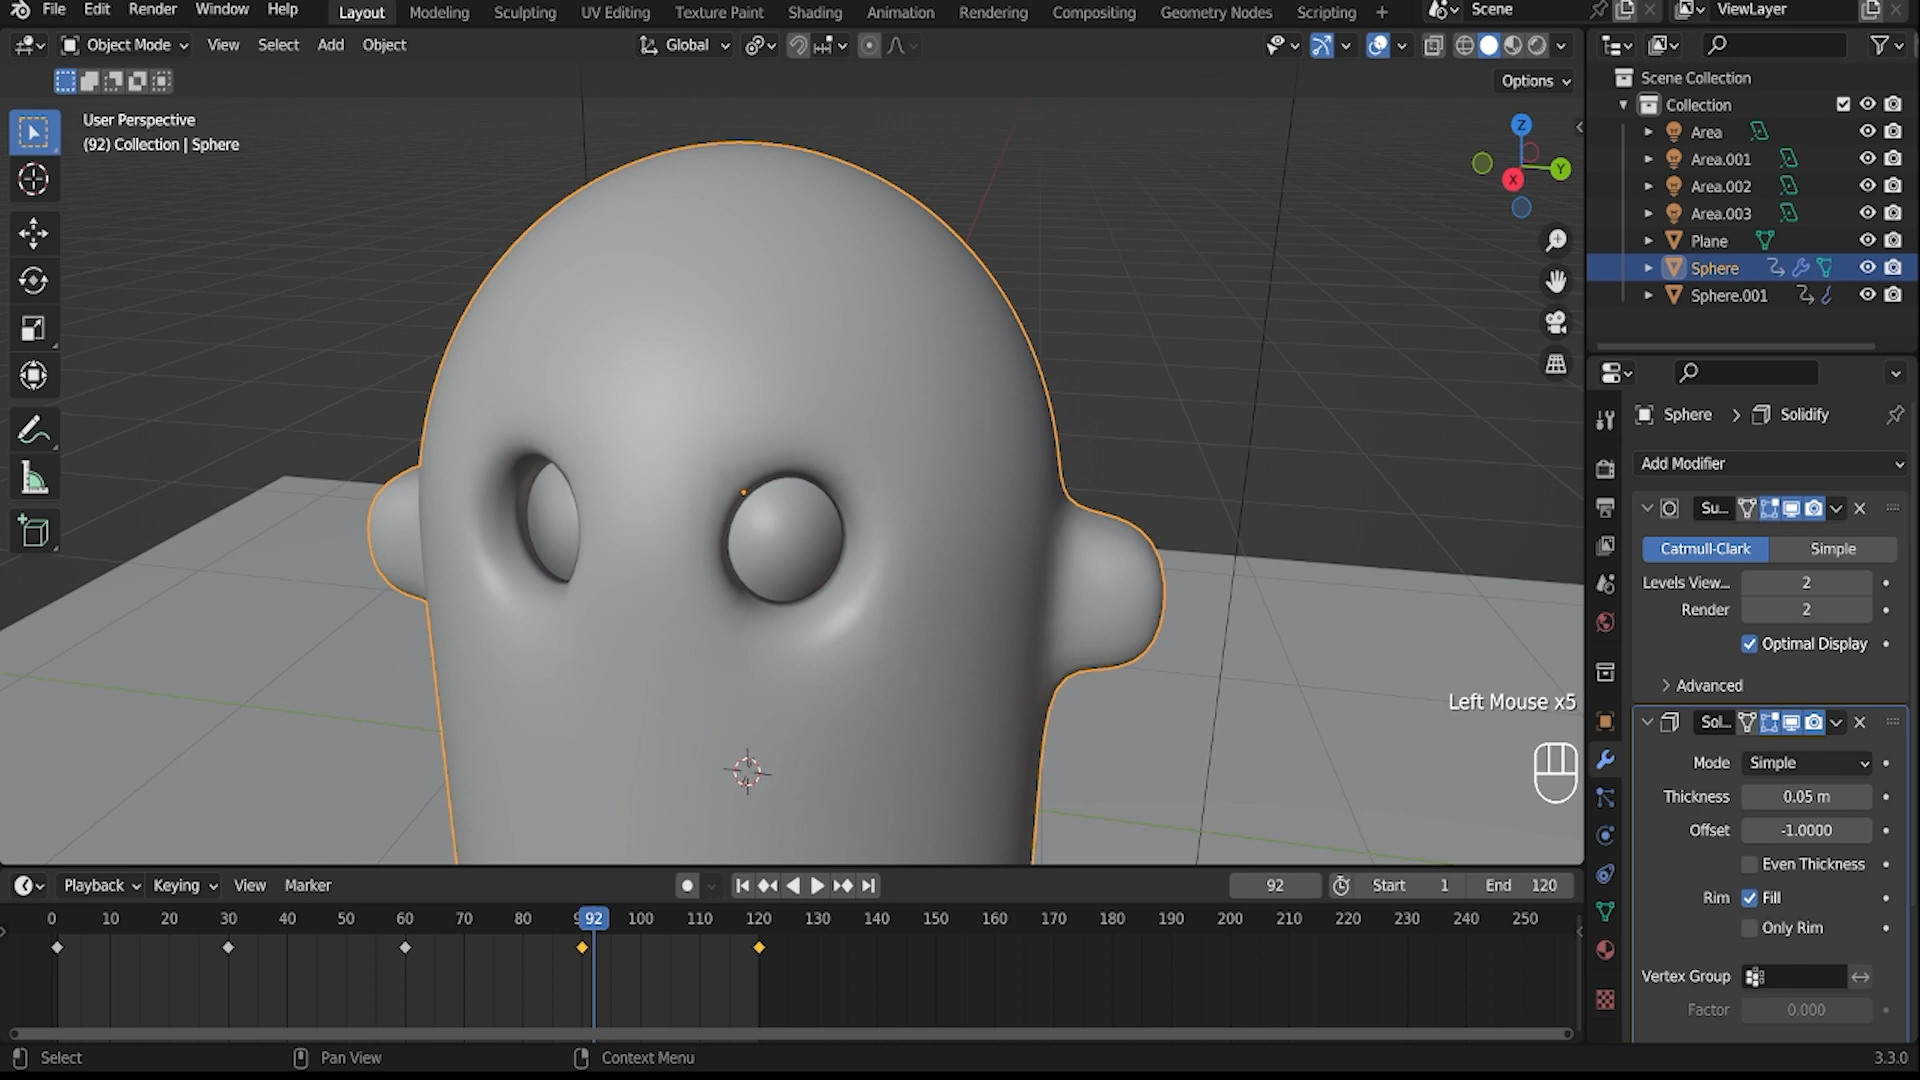 File Edit Render Window Help Layout Modeling Sculpting UV Editing Texture Paint Shading Animation Rendering Compositing Geometry Nodes Scripting + Scene ViewLayer
Object Mode View Select Add Object Global
Options
User Perspective
(92) Collection | Sphere
Z
Y
X
Left Mouse x5
Scene Collection
Collection
Area
Area.001
Area.002
Area.003
Plane
Sphere
Sphere.001
Sphere > Solidify
Add Modifier
Su...
Catmull-Clark Simple
Levels View... 2
Render 2
Optimal Display
Advanced
Sol...
Mode Simple
Thickness 0.05 m
Offset -1.0000
Even Thickness
Rim Fill
Only Rim
Vertex Group
Factor 0.000
Playback Keying View Marker 92 Start 1 End 120
0 10 20 30 40 50 60 70 80 92 100 110 120 130 140 150 160 170 180 190 200 210 220 230 240 250
Select Pan View Context Menu 3.3.0